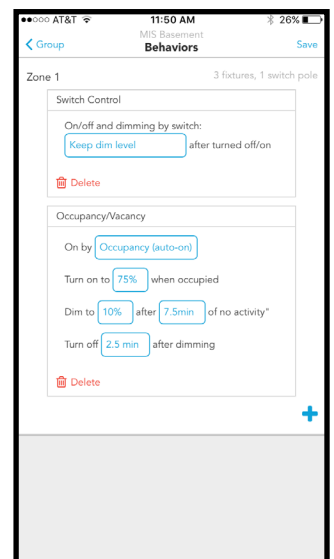 AT&T 11:50 AM 26%
MIS Basement
Group Behaviors Save
Zone 1 3 fixtures, 1 switch pole
Switch Control
On/off and dimming by switch:
Keep dim level after turned off/on
Delete
Occupancy/Vacancy
On by Occupancy (auto-on)
Turn on to 75% when occupied
Dim to 10% after 7.5min of no activity"
Turn off 2.5 min after dimming
Delete